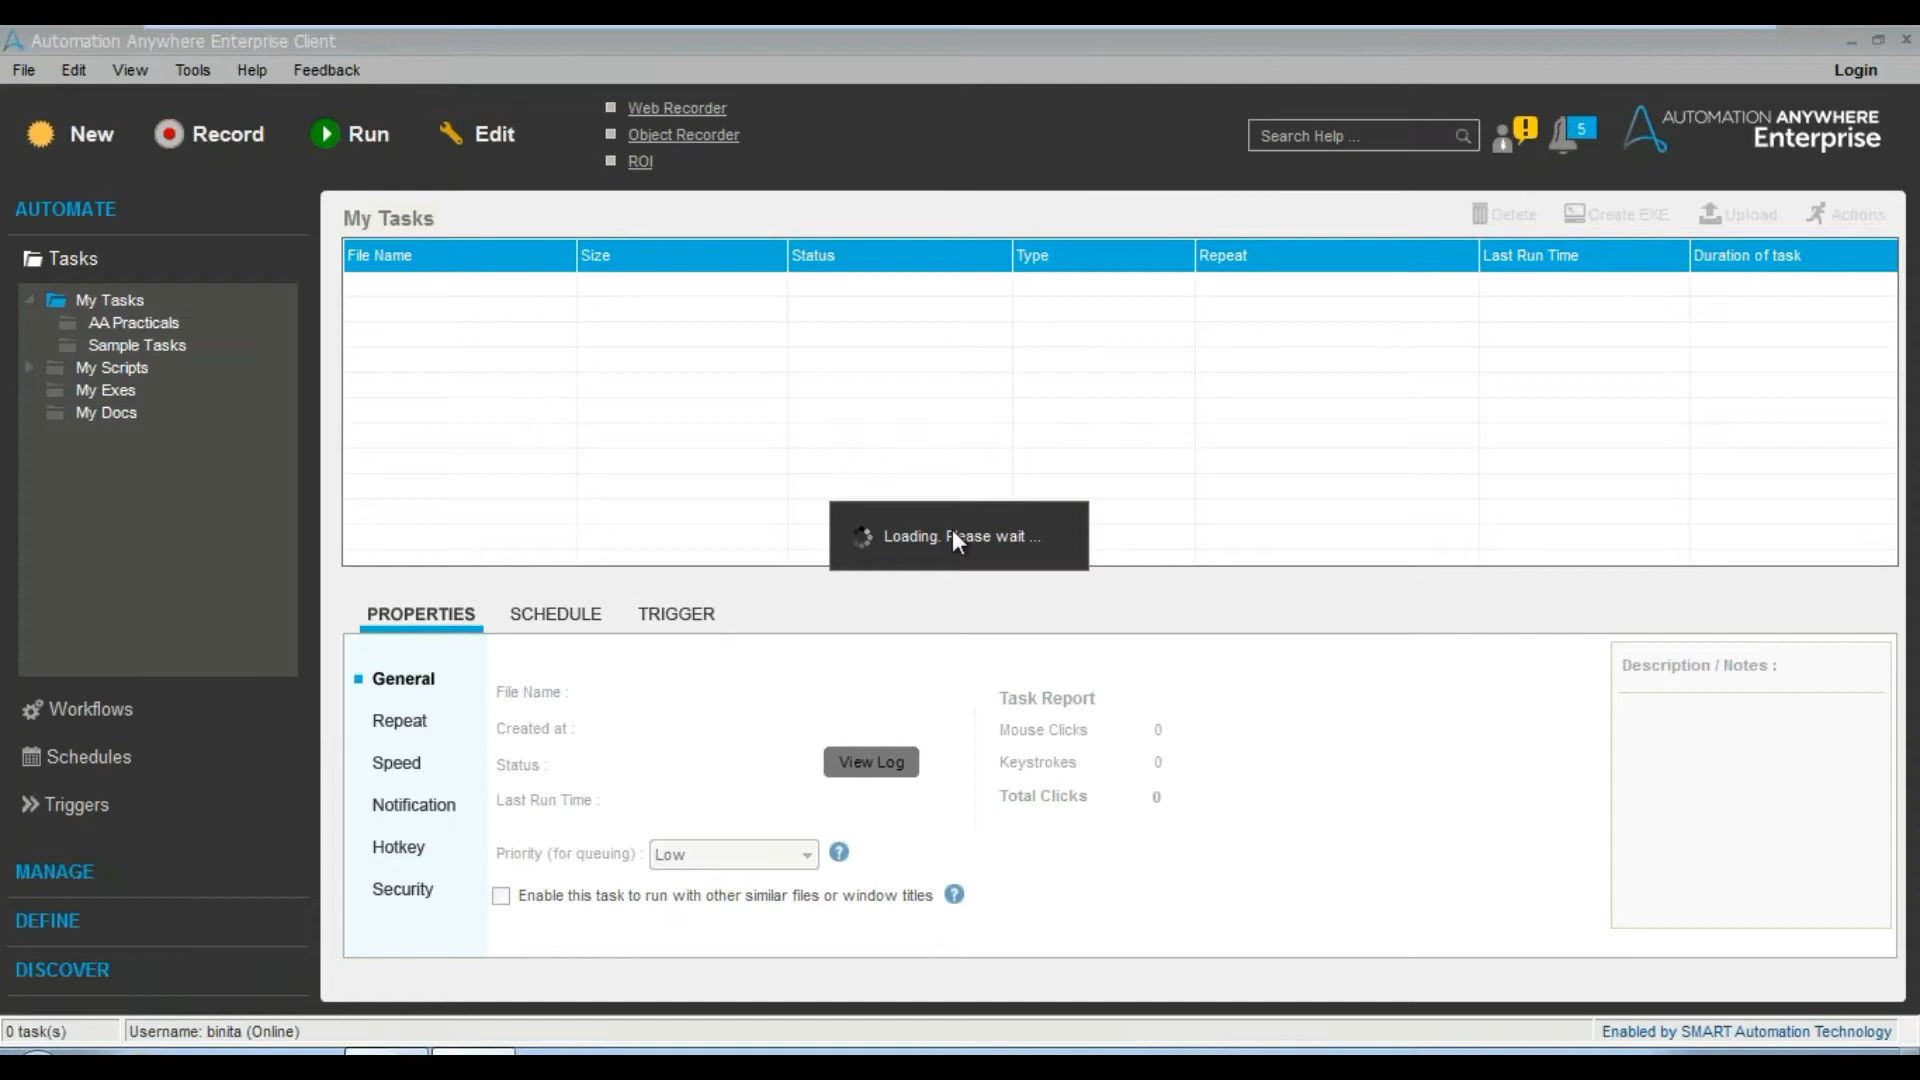 Automation Anywhere Enterprise Client
File Edit View Tools Help Feedback Login
New Record Run Edit
Web Recorder
Object Recorder
ROI
Search Help ...
5
AUTOMATION ANYWHERE
Enterprise
AUTOMATE
Tasks
My Tasks
AA Practicals
Sample Tasks
My Scripts
My Exes
My Docs
Workflows
Schedules
Triggers
MANAGE
DEFINE
DISCOVER
My Tasks
Delete Create EXE Upload Actions
File Name Size Status Type Repeat Last Run Time Duration of task
Loading. Please wait ...
PROPERTIES SCHEDULE TRIGGER
General
Repeat
Speed
Notification
Hotkey
Security
File Name :
Created at :
Status :
View Log
Last Run Time :
Priority (for queuing) : Low
Enable this task to run with other similar files or window titles
Task Report
Mouse Clicks 0
Keystrokes 0
Total Clicks 0
Description / Notes :
0 task(s) Username: binita (Online) Enabled by SMART Automation Technology